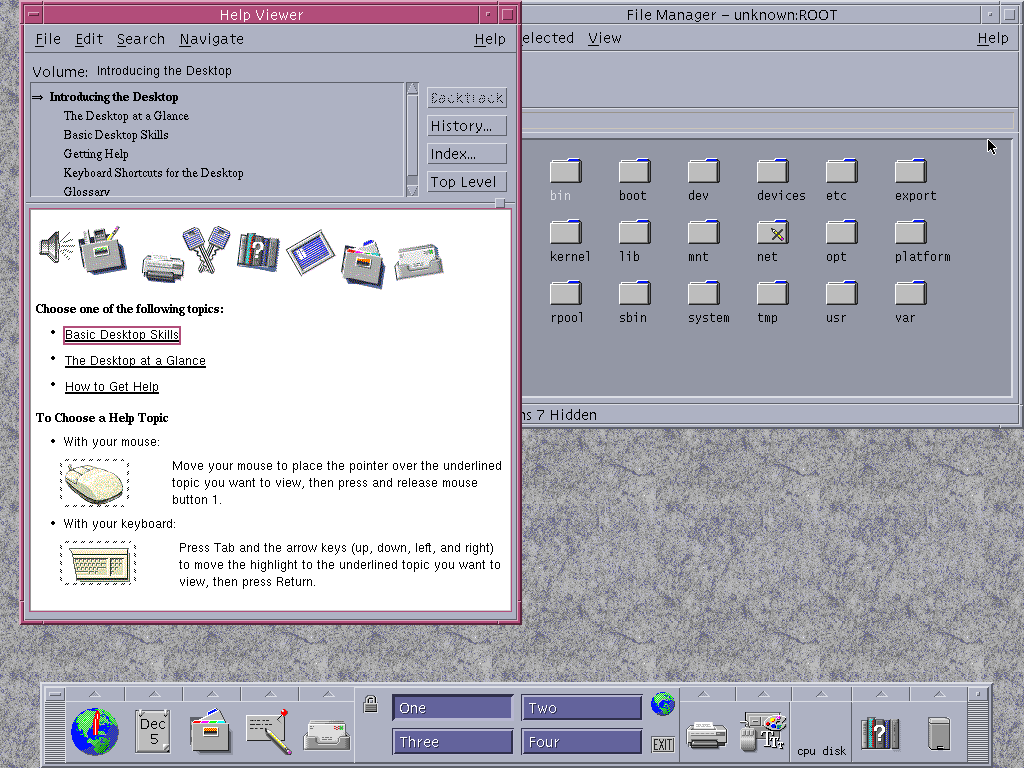 Help Viewer
File Edit Search Navigate Help
Volume: Introducing the Desktop
⇒ Introducing the Desktop
The Desktop at a Glance
Basic Desktop Skills
Getting Help
Keyboard Shortcuts for the Desktop
Glossary
Backtrack
History...
Index...
Top Level
Choose one of the following topics:
• Basic Desktop Skills
• The Desktop at a Glance
• How to Get Help
To Choose a Help Topic
• With your mouse:
Move your mouse to place the pointer over the underlined
topic you want to view, then press and release mouse
button 1.
• With your keyboard:
Press Tab and the arrow keys (up, down, left, and right)
to move the highlight to the underlined topic you want to
view, then press Return.
File Manager – unknown:ROOT
elected View Help
bin boot dev devices etc export
kernel lib mnt net opt platform
rpool sbin system tmp usr var
ns 7 Hidden
Dec
5
One Two
Three Four
EXIT
cpu disk